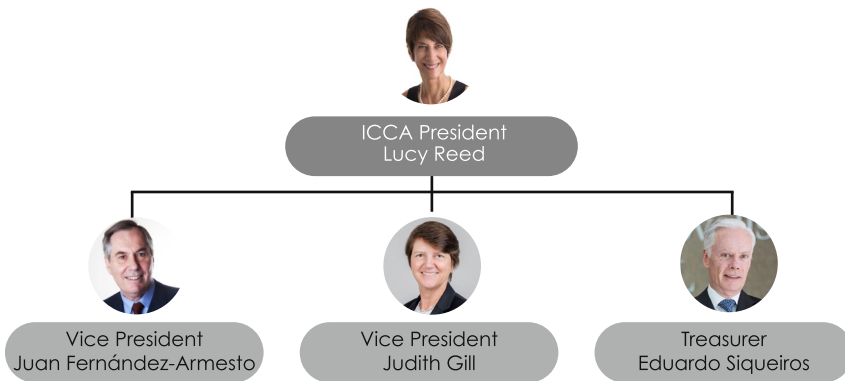 ICCA President
Lucy Reed
Vice President
Juan Fernández-Armesto
Vice President
Judith Gill
Treasurer
Eduardo Siqueiros